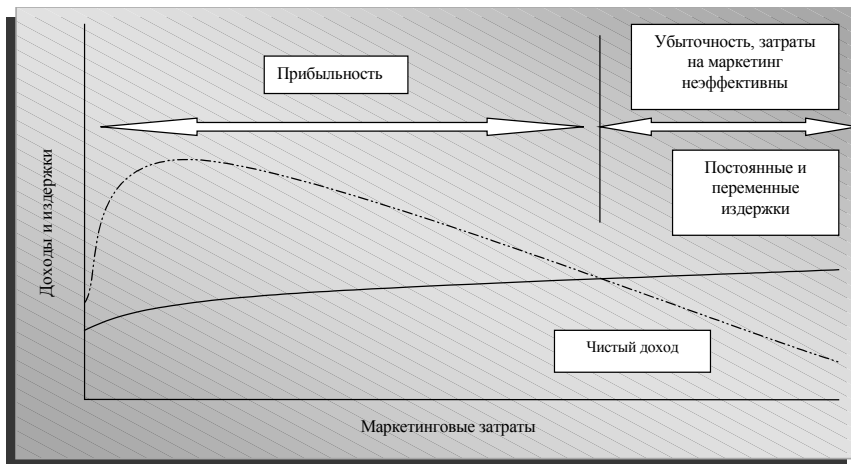 Убыточность, затраты
на маркетинг
неэффективны
Прибыльность
Постоянные и
переменные
издержки
Доходы и издержки
Чистый доход
Маркетинговые затраты